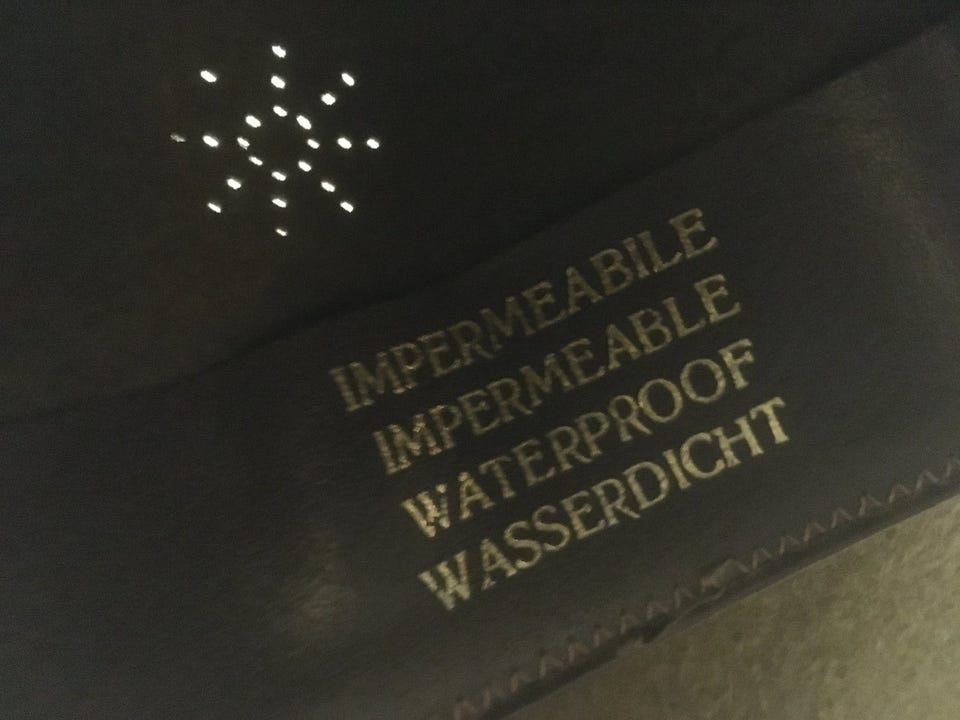 IMPERMEABILE
IMPERMEABLE
WATERPROOF
WASSERDICHT